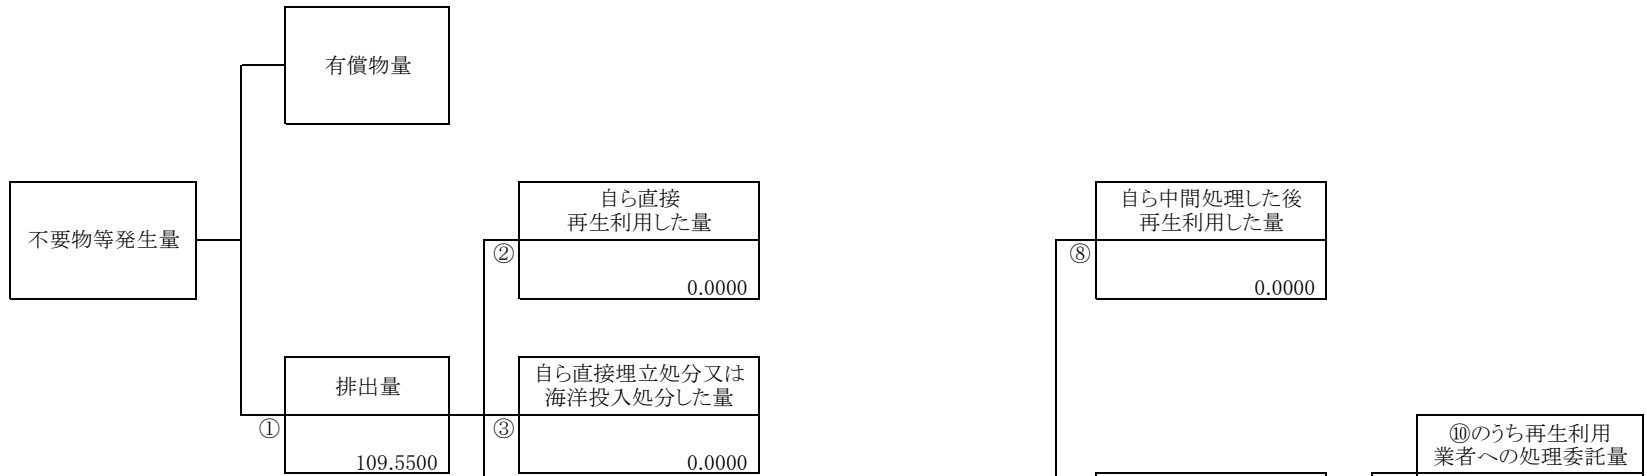 有償物量
不要物等発生量
自ら直接
再生利用した量
②
0.0000
自ら中間処理した後
再生利用した量
⑧
0.0000
排出量
①
109.5500
自ら直接埋立処分又は
海洋投入処分した量
③
0.0000
⑩のうち再生利用
業者への処理委託量